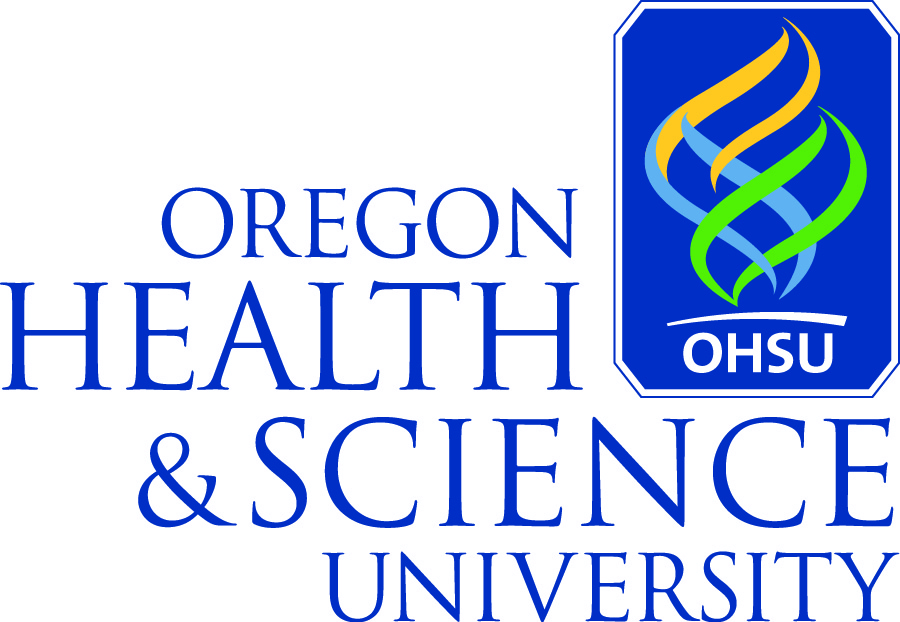 OREGON
HEALTH
& SCIENCE
UNIVERSITY
OHSU